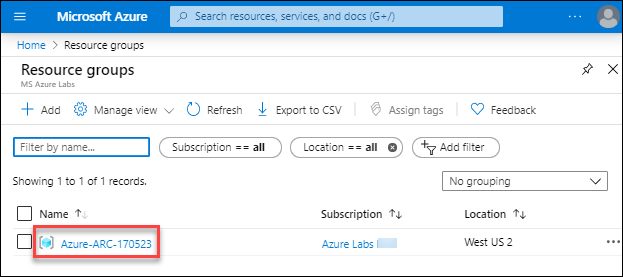 Microsoft Azure Search resources, services, and docs (G+/) ...
Home > Resource groups
Resource groups
MS Azure Labs
+ Add Manage view Refresh Export to CSV Assign tags Feedback
Filter by name... Subscription == all Location == all Add filter
Showing 1 to 1 of 1 records. No grouping
Name ↑↓ Subscription ↑↓ Location ↑↓
Azure-ARC-170523 Azure Labs West US 2 ...